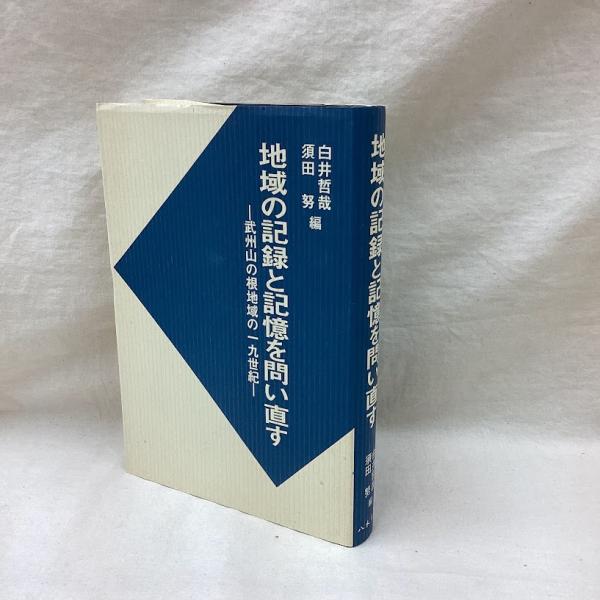 白井哲哉
須田 努 編
地域の記録と記憶を問い直す
―武州山の根地域の一九世紀―
地域の記録と記憶を問い直す
須田 努 編
八木